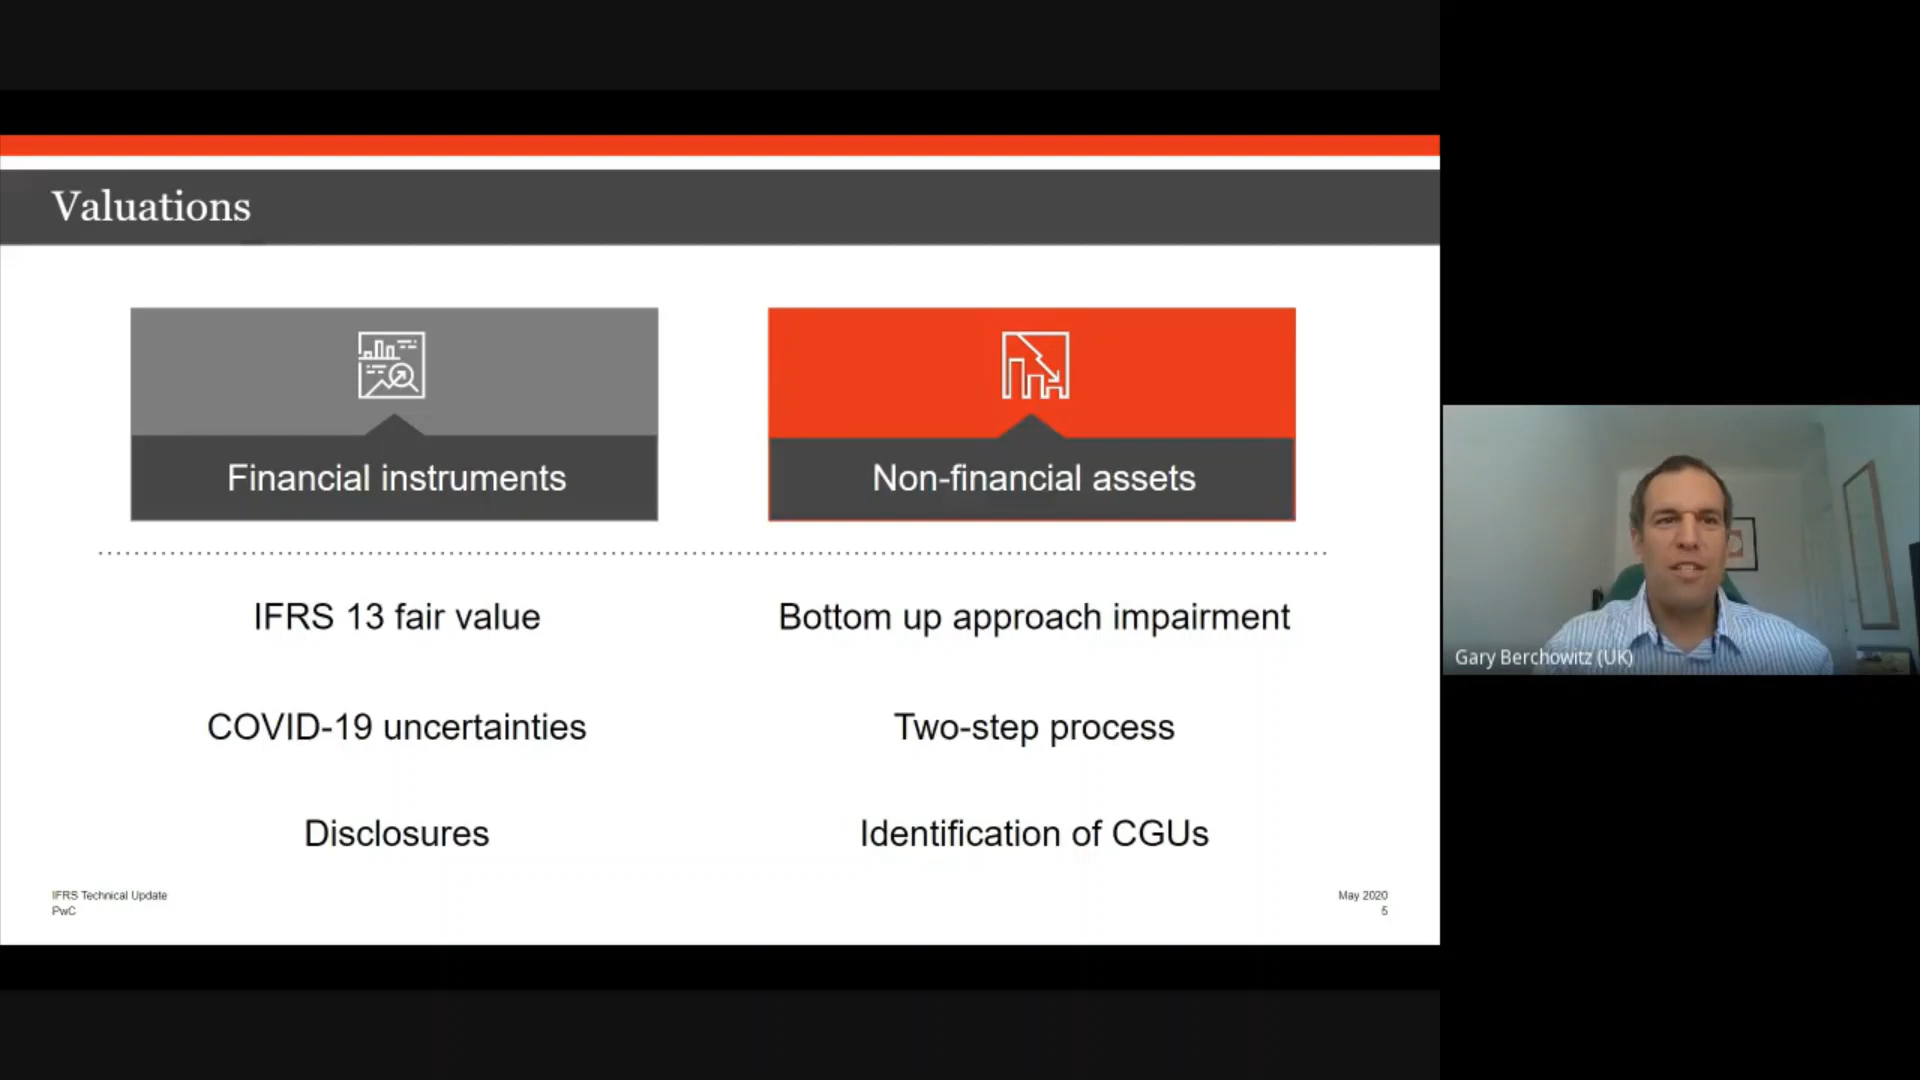 Valuations
Financial instruments
Non-financial assets
IFRS 13 fair value
Bottom up approach impairment
COVID-19 uncertainties
Two-step process
Disclosures
Identification of CGUs
IFRS Technical Update
PwC
May 2020
5
Gary Berchowitz (UK)